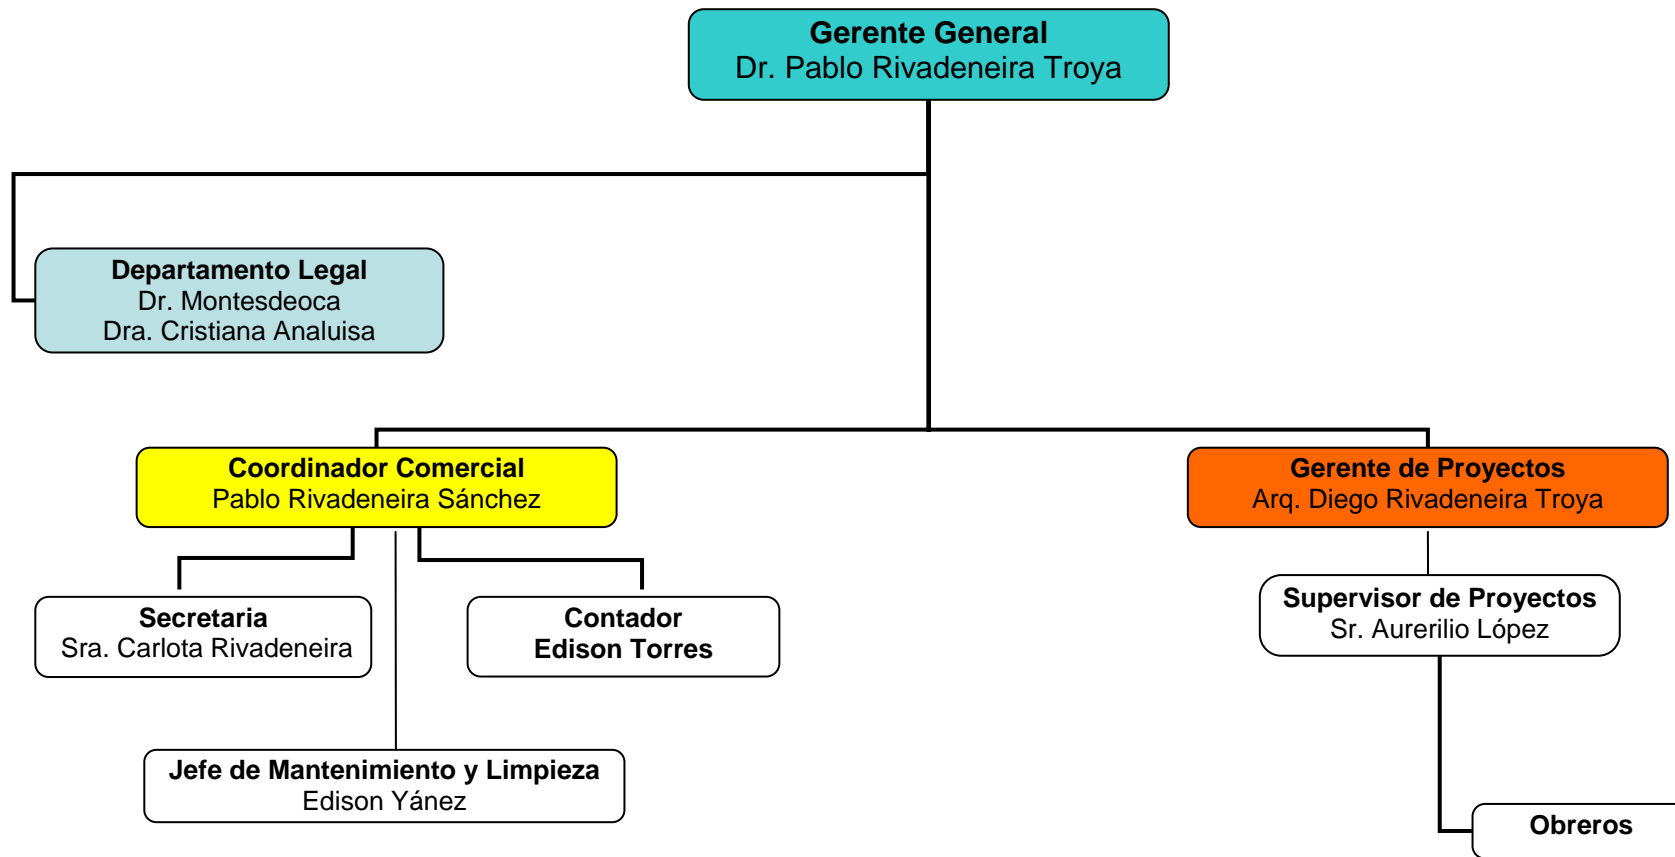 Gerente General
Dr. Pablo Rivadeneira Troya
Departamento Legal
Dr. Montesdeoca
Dra. Cristiana Analuisa
Coordinador Comercial
Pablo Rivadeneira Sánchez
Gerente de Proyectos
Arq. Diego Rivadeneira Troya
Secretaria
Sra. Carlota Rivadeneira
Contador
Edison Torres
Supervisor de Proyectos
Sr. Aurerilio López
Jefe de Mantenimiento y Limpieza
Edison Yánez
Obreros